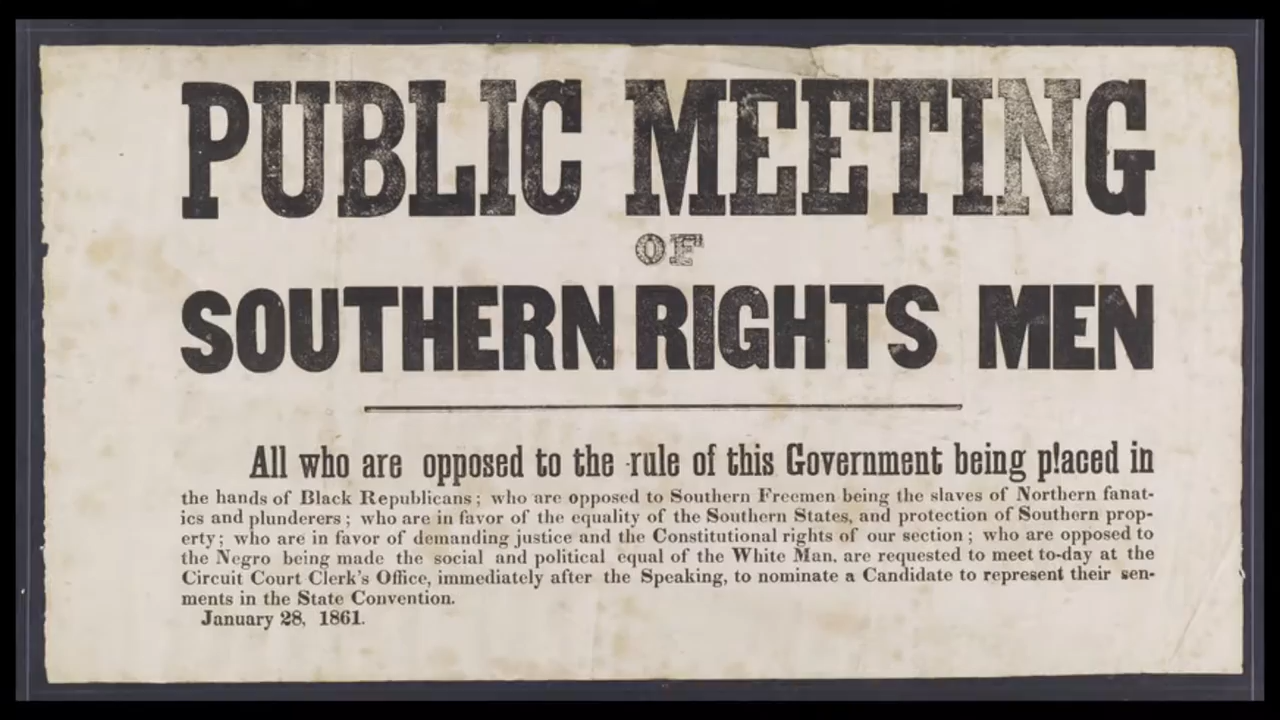 PUBLIC MEETING
OF
SOUTHERN RIGHTS MEN
All who are opposed to the rule of this Government being placed in
the hands of Black Republicans; who are opposed to Southern Freemen being the slaves of Northern fanat-
ics and plunderers; who are in favor of the equality of the Southern States, and protection of Southern prop-
erty; who are in favor of demanding justice and the Constitutional rights of our section; who are opposed to
the Negro being made the social and political equal of the White Man, are requested to meet to-day at the
Circuit Court Clerk's Office, immediately after the Speaking, to nominate a Candidate to represent their sen-
ments in the State Convention.
January 28, 1861.